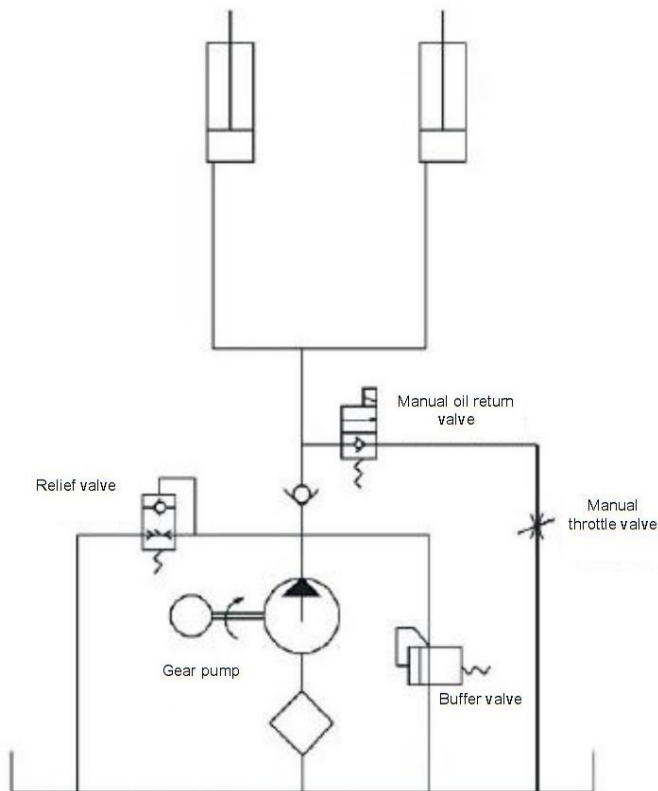 Manual oil return
valve
Relief valve
Manual
throttle valve
Gear pump
Buffer valve